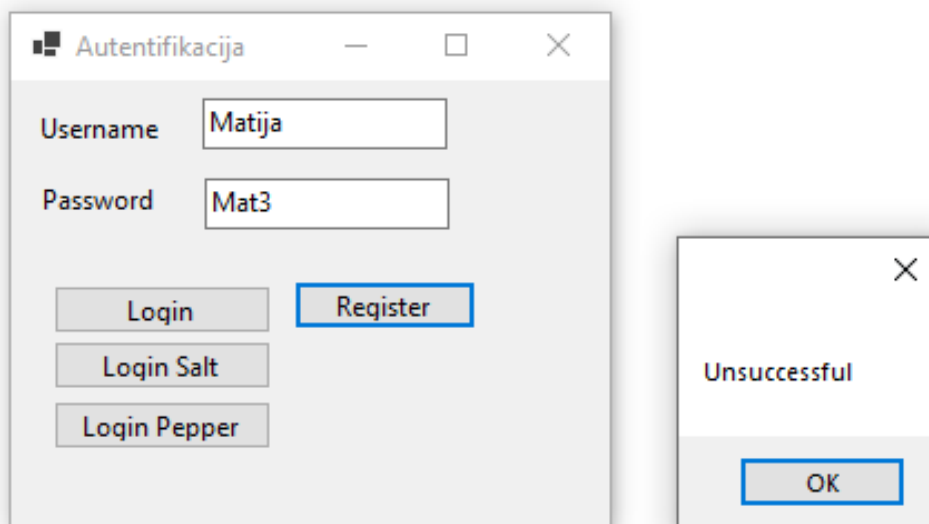 Autentifikacija
Username Matija
Password Mat3
Login Register
Login Salt
Login Pepper
Unsuccessful
OK